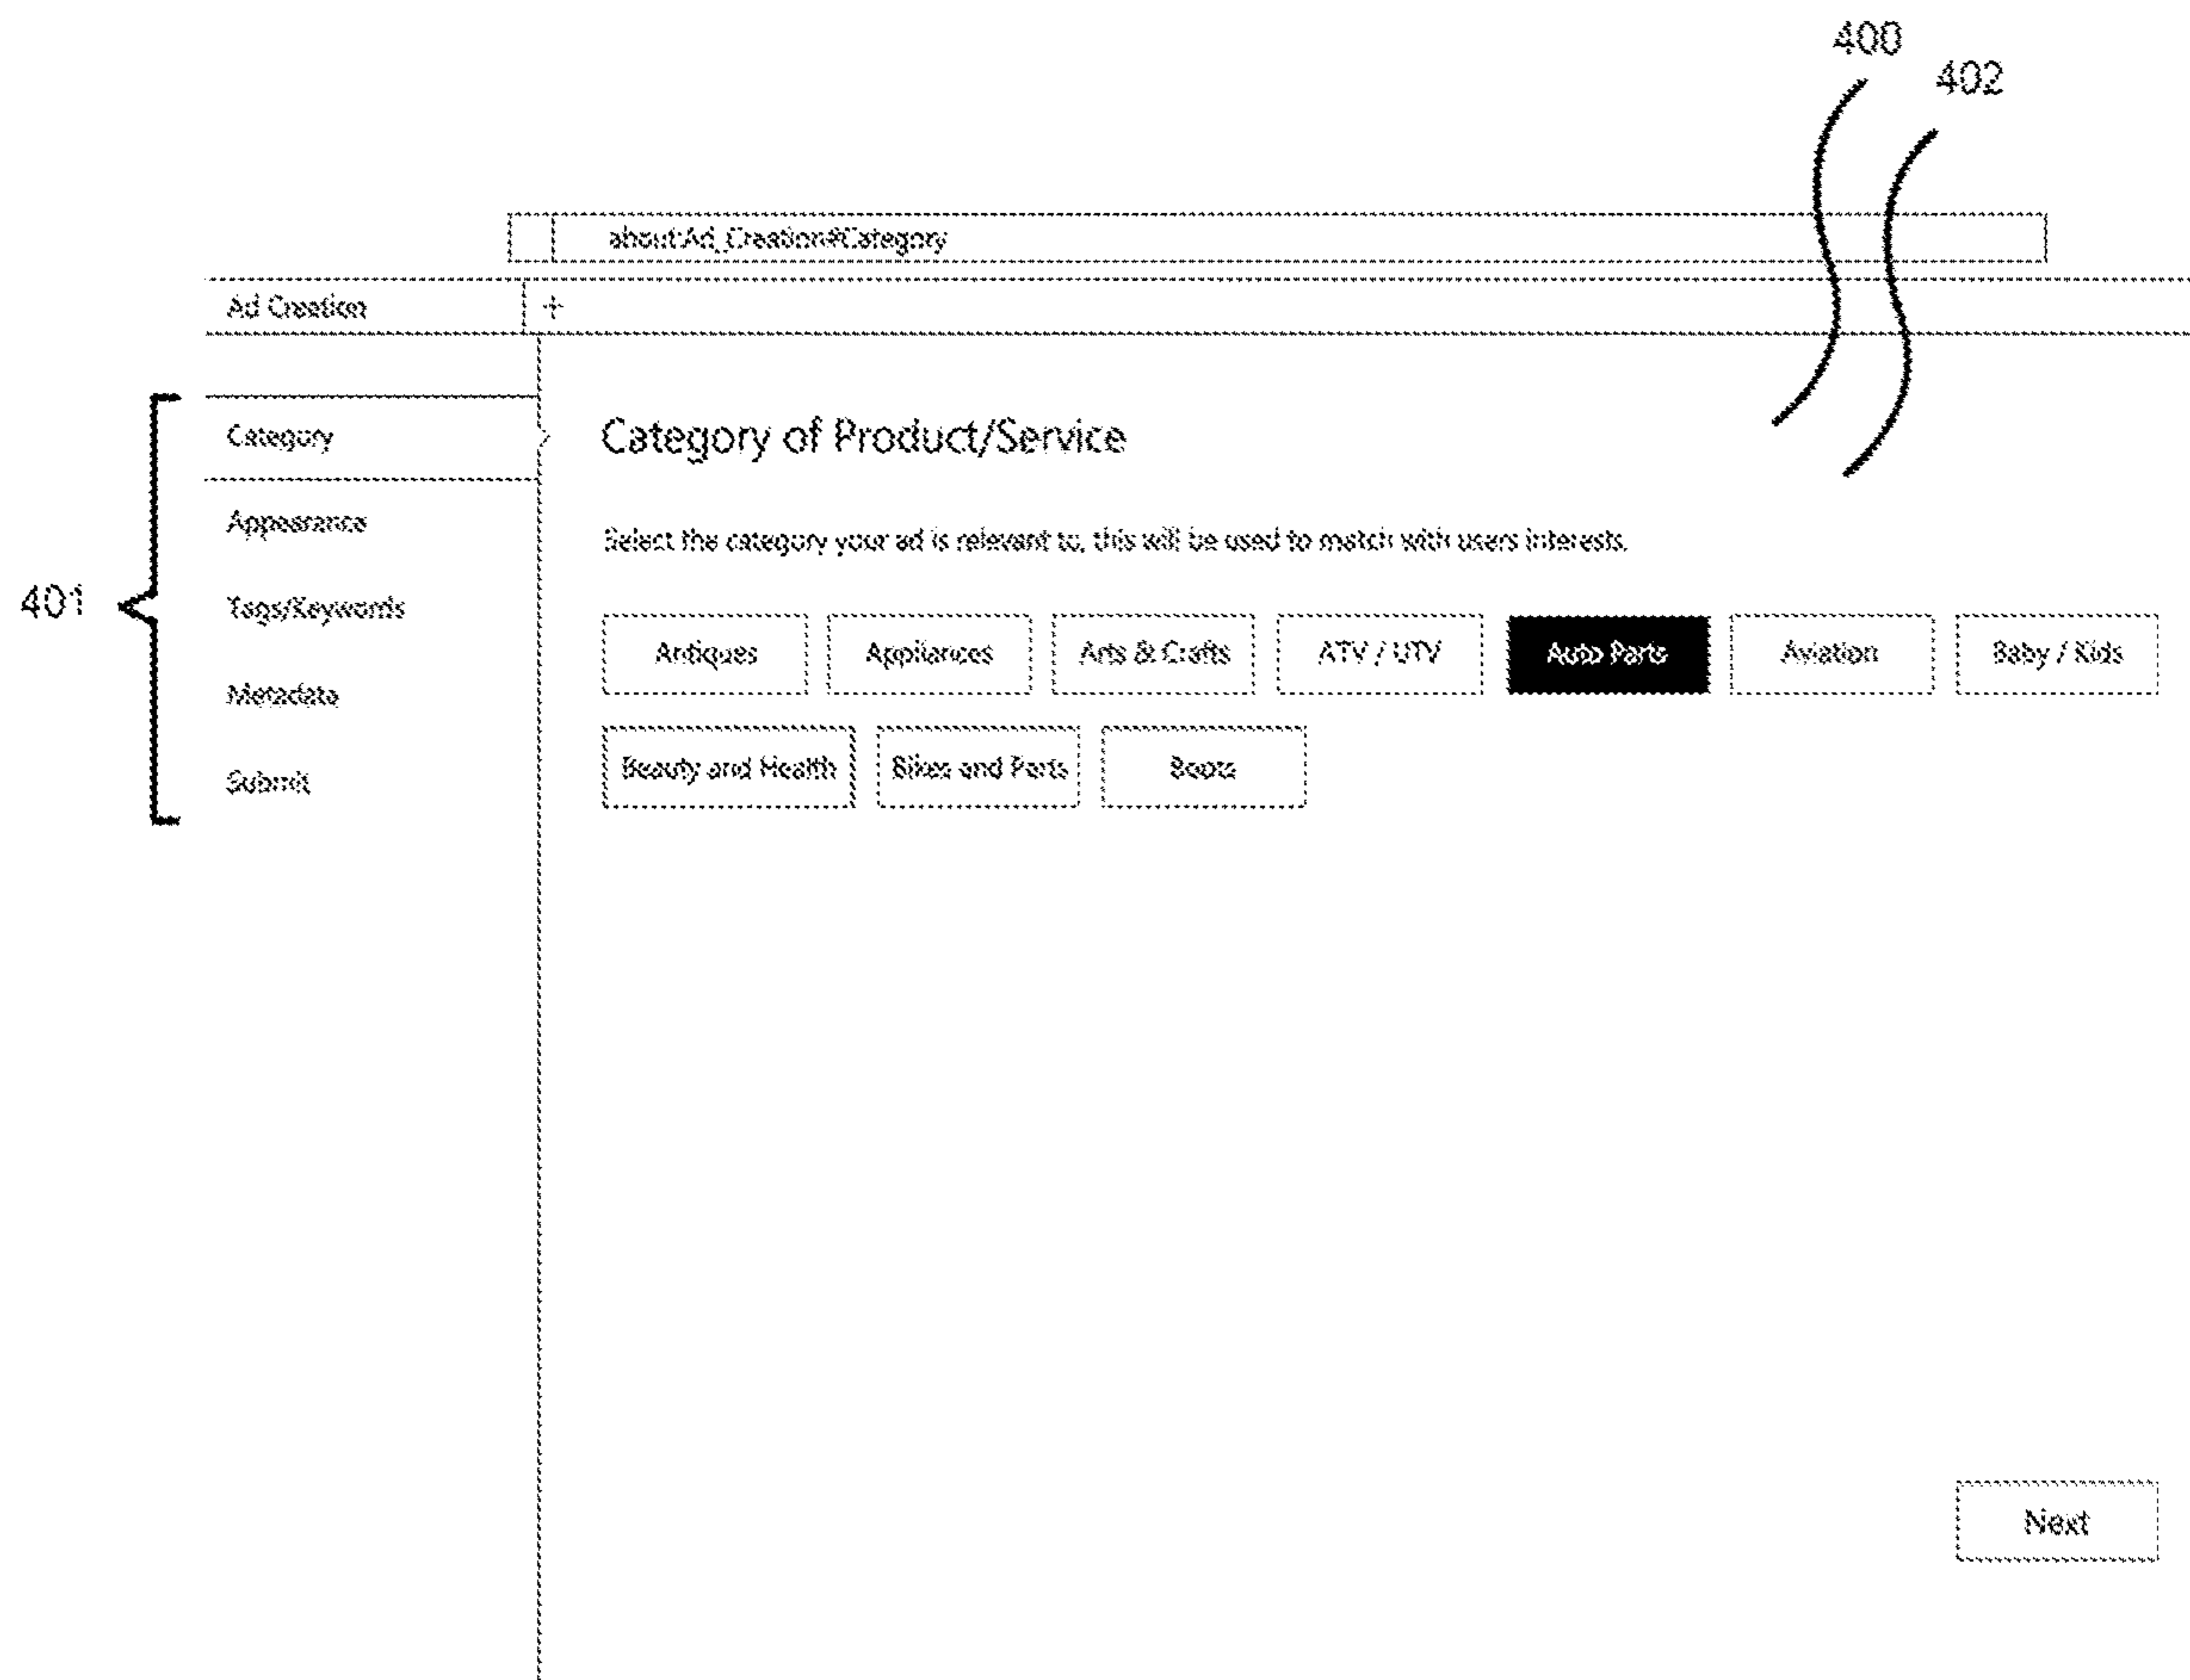 400
402
about:Ad_Creation#Category
Ad Creation +
Category
Appearance
401
Tags/Keywords
Metadata
Submit
Category of Product/Service
Select the category your ad is relevant to, this will be used to match with users interests.
Antiques Appliances Arts & Crafts ATV / UTV Auto Parts Aviation Baby / Kids
Beauty and Health Bikes and Parts Boats
Next